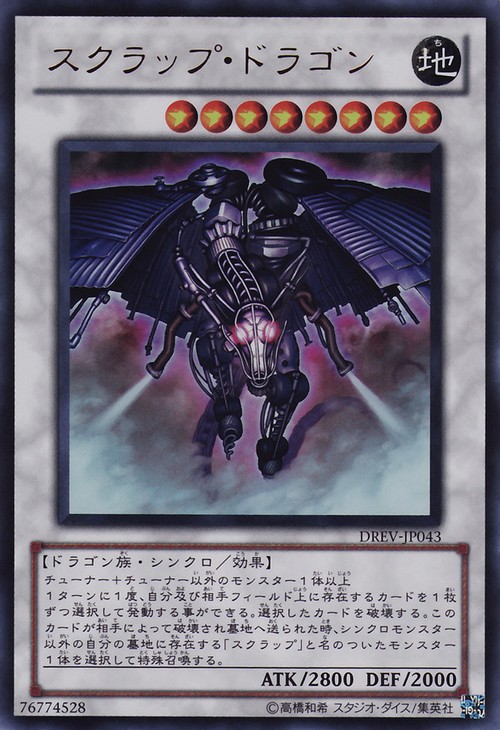 スクラップ・ドラゴン
地
ち
DREV-JP043
【ドラゴン族・シンクロ／効果】
チューナー＋チューナー以外のモンスター１体以上
１ターンに１度、自分及び相手フィールド上に存在するカードを１枚
ずつ選択して発動する事ができる。選択したカードを破壊する。この
カードが相手によって破壊され墓地へ送られた時、シンクロモンスター
以外の自分の墓地に存在する「スクラップ」と名のついたモンスター
１体を選択して特殊召喚する。
ATK/2800 DEF/2000
76774528
©高橋和希 スタジオ・ダイス/集英社